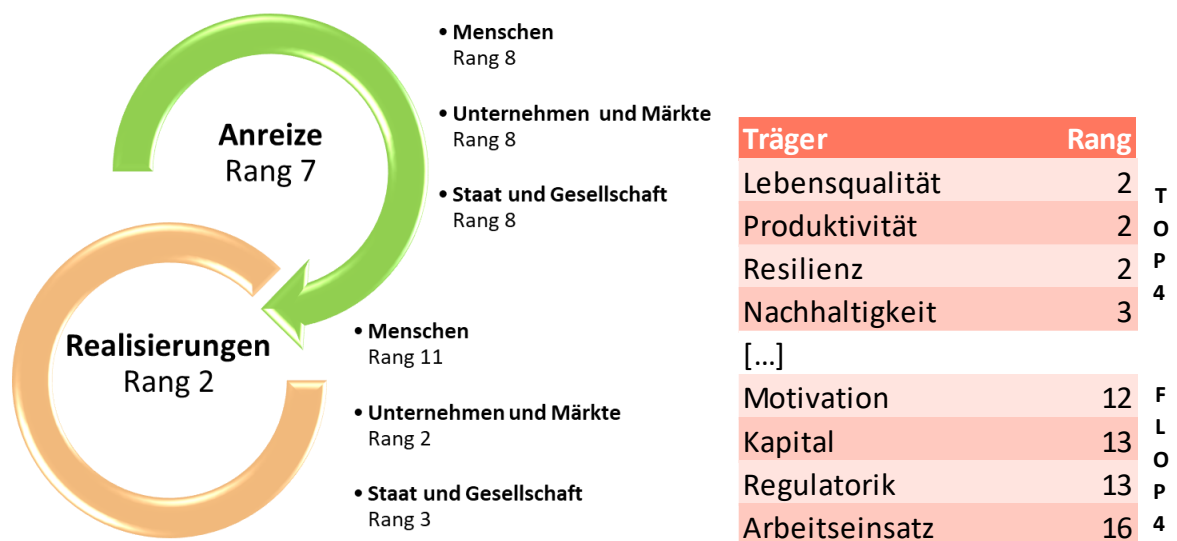 • Menschen
Rang 8
Anreize
Rang 7
• Unternehmen und Märkte
Rang 8
• Staat und Gesellschaft
Rang 8
Realisierungen
Rang 2
• Menschen
Rang 11
• Unternehmen und Märkte
Rang 2
• Staat und Gesellschaft
Rang 3
Träger Rang
Lebensqualität 2
Produktivität 2
Resilienz 2
Nachhaltigkeit 3
[...]
Motivation 12
Kapital 13
Regulatorik 13
Arbeitseinsatz 16
TOP4
FLOP4